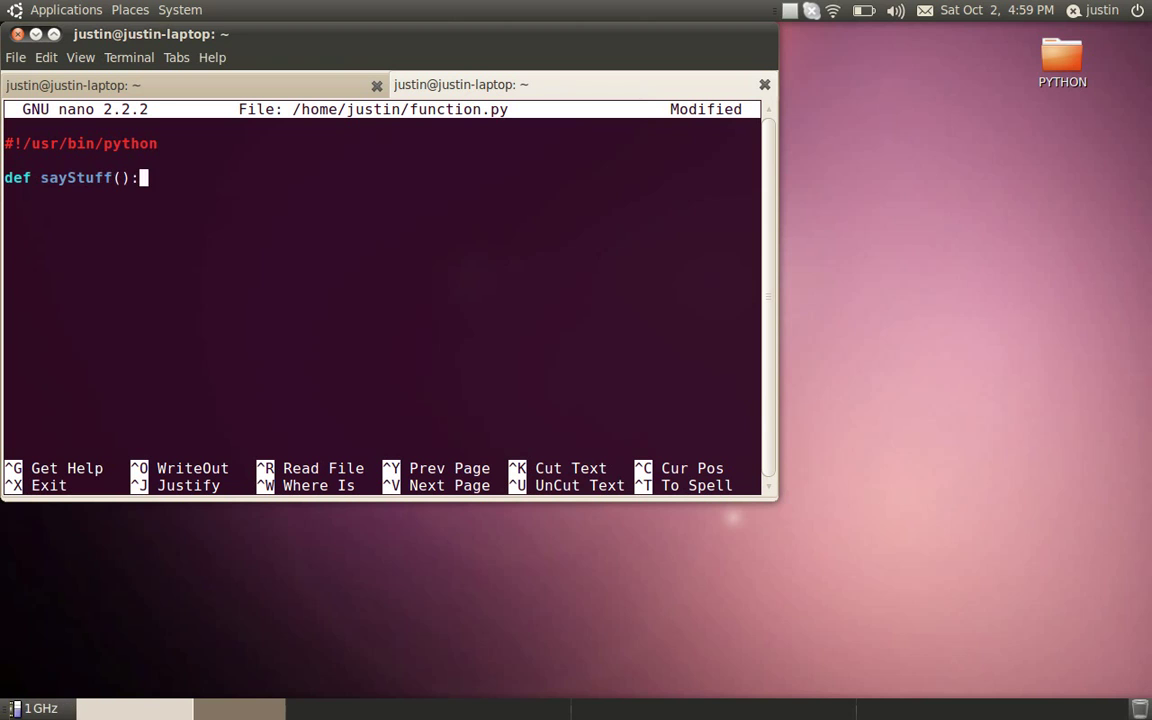 Applications Places System Sat Oct 2, 4:59 PM justin
justin@justin-laptop: ~
File Edit View Terminal Tabs Help
justin@justin-laptop: ~ justin@justin-laptop: ~
GNU nano 2.2.2 File: /home/justin/function.py Modified
#!/usr/bin/python
def sayStuff():
^G Get Help ^O WriteOut ^R Read File ^Y Prev Page ^K Cut Text ^C Cur Pos
^X Exit ^J Justify ^W Where Is ^V Next Page ^U UnCut Text ^T To Spell
PYTHON
1 GHz